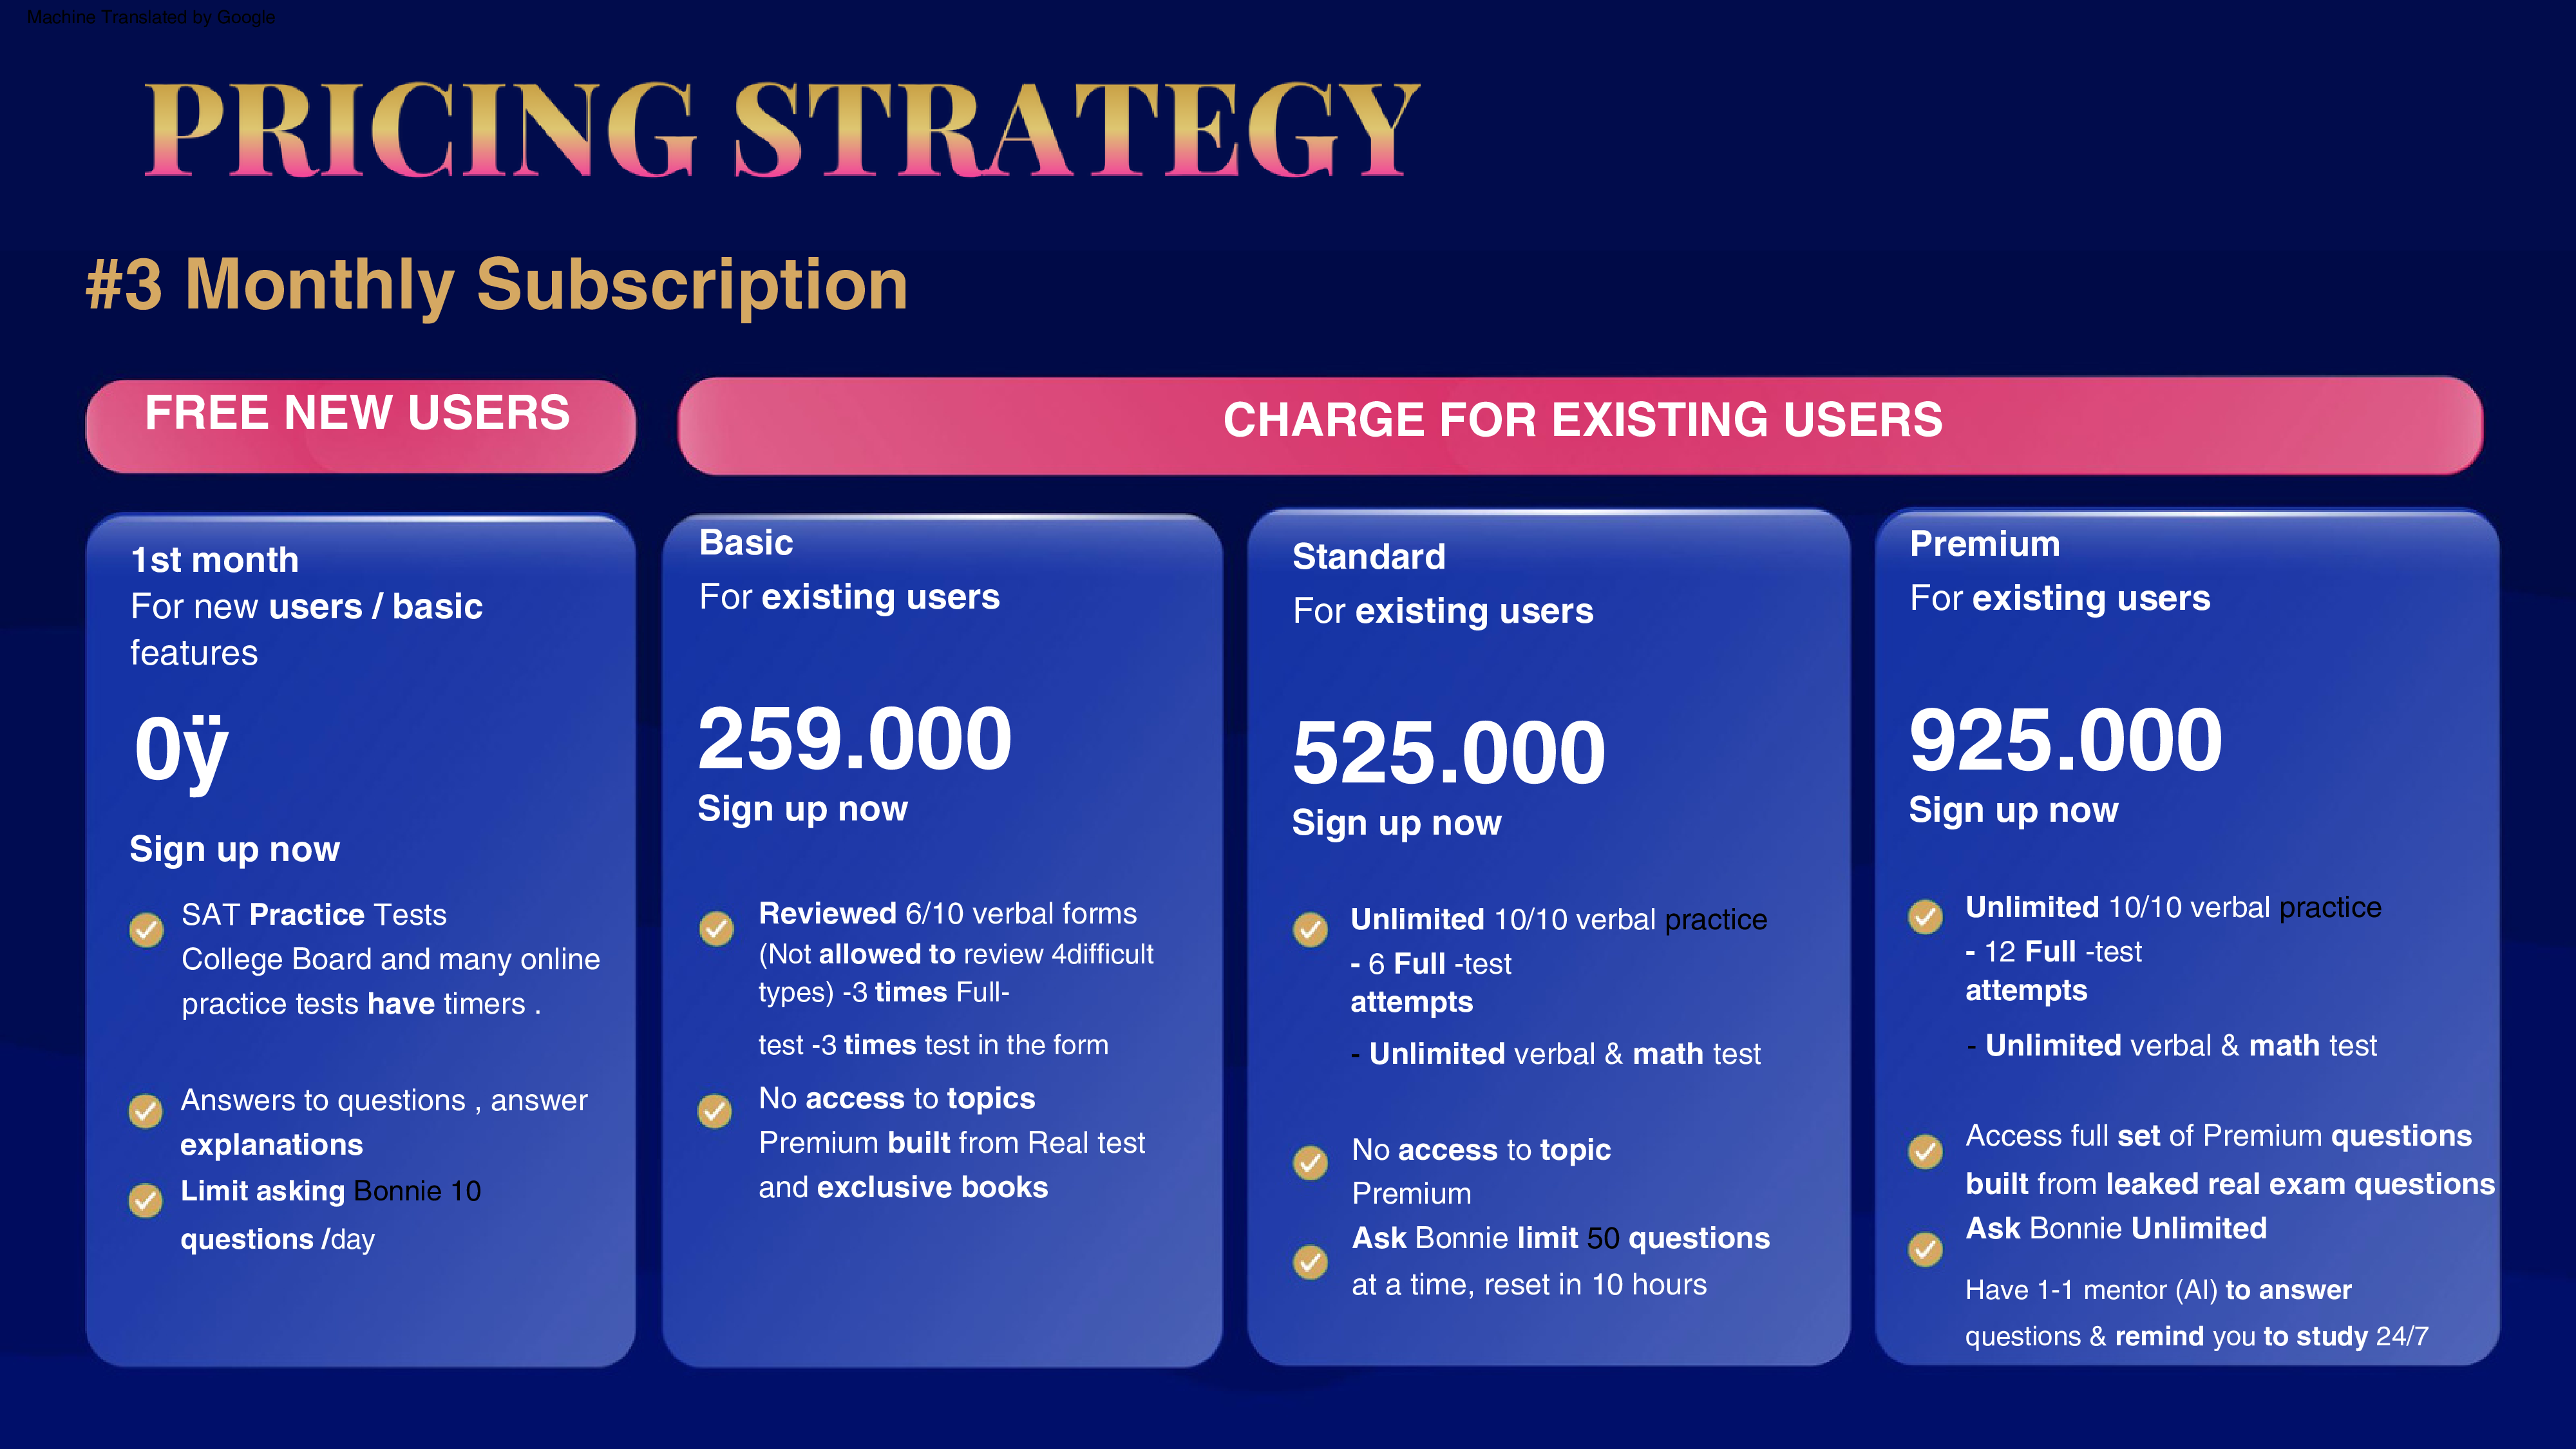 Machine Translated by Google
PRICING STRATEGY
#3 Monthly Subscription
FREE NEW USERS
CHARGE FOR EXISTING USERS
1st month
For new users / basic
features
0ÿ
Sign up now
SAT Practice Tests
College Board and many online
practice tests have timers .
Answers to questions , answer
explanations
Limit asking Bonnie 10
questions /day
Basic
For existing users
259.000
Sign up now
Reviewed 6/10 verbal forms
(Not allowed to review 4difficult
types) -3 times Full-
test -3 times test in the form
No access to topics
Premium built from Real test
and exclusive books
Standard
For existing users
525.000
Sign up now
Unlimited 10/10 verbal practice
- 6 Full -test
attempts
- Unlimited verbal & math test
No access to topic
Premium
Ask Bonnie limit 50 questions
at a time, reset in 10 hours
Premium
For existing users
925.000
Sign up now
Unlimited 10/10 verbal practice
- 12 Full -test
attempts
- Unlimited verbal & math test
Access full set of Premium questions
built from leaked real exam questions
Ask Bonnie Unlimited
Have 1-1 mentor (AI) to answer
questions & remind you to study 24/7